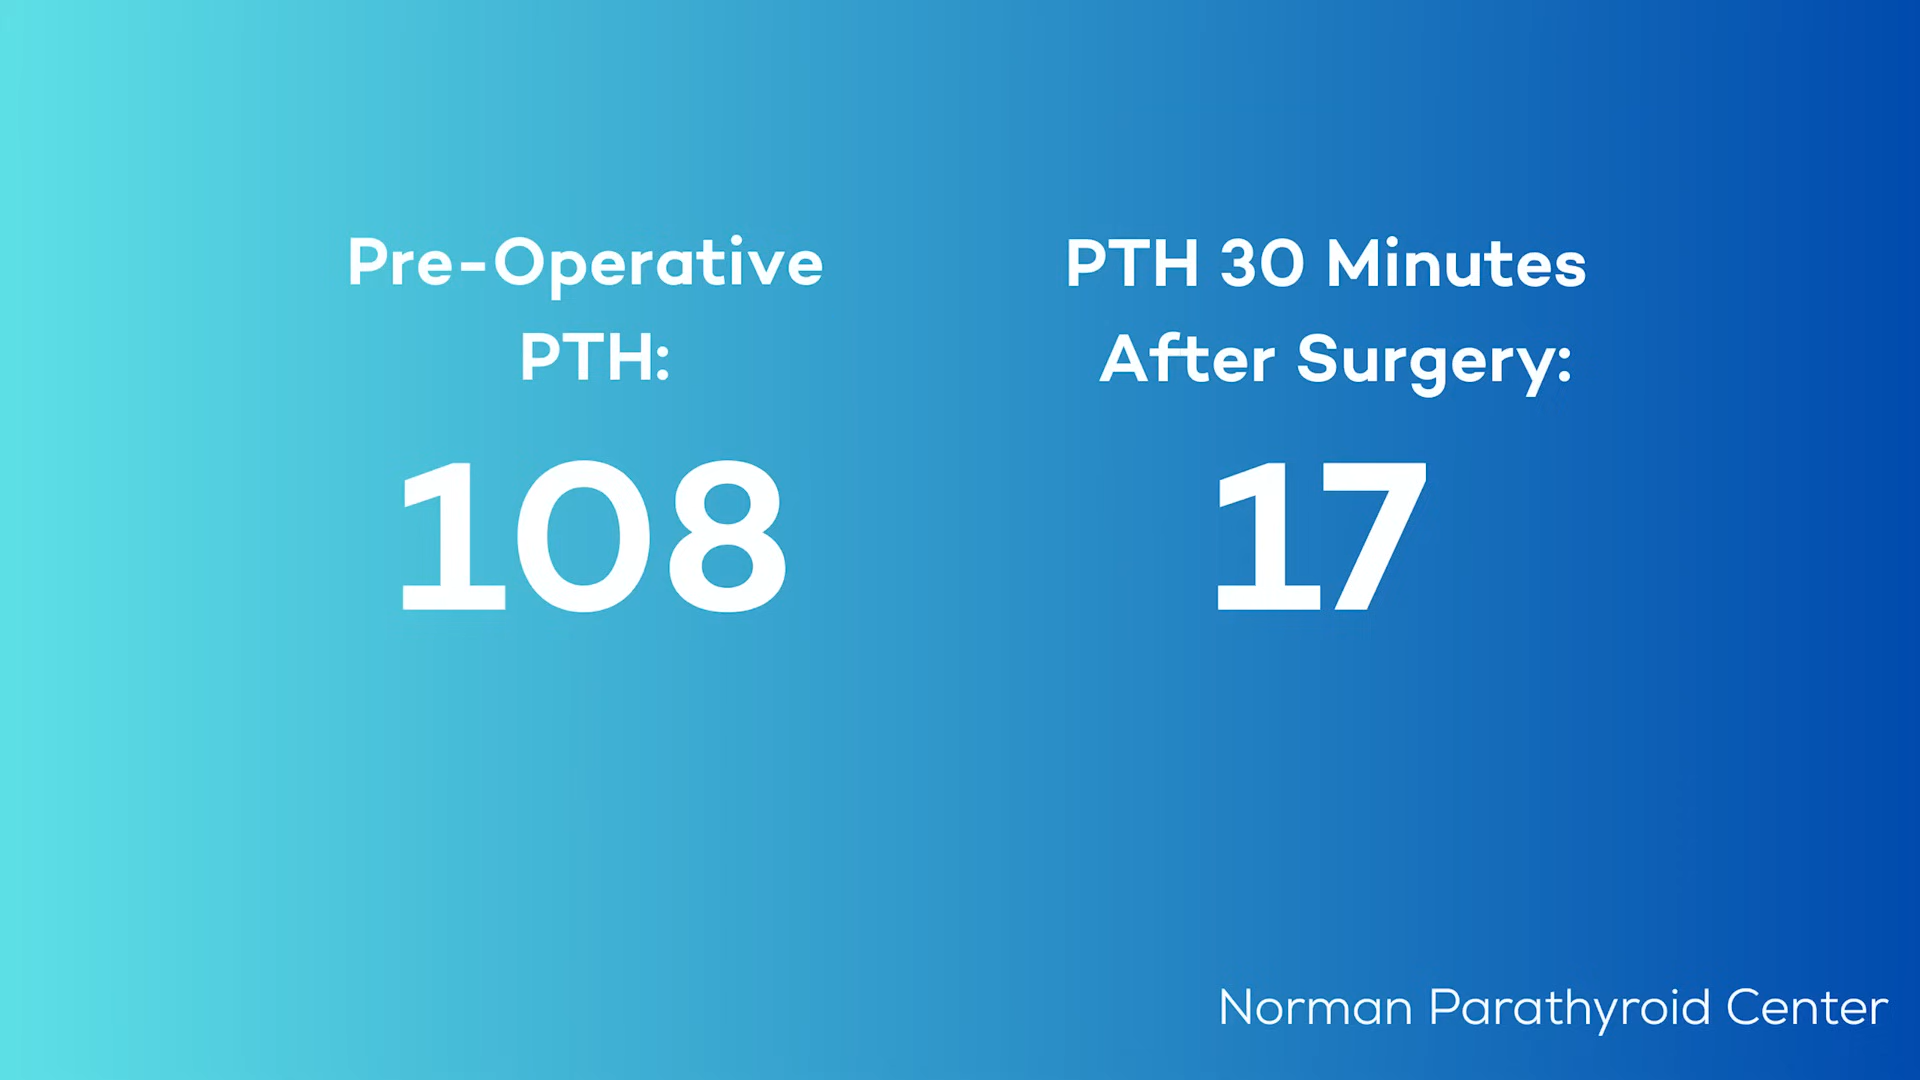 Pre-Operative
PTH:
108
PTH 30 Minutes
After Surgery:
17
Norman Parathyroid Center